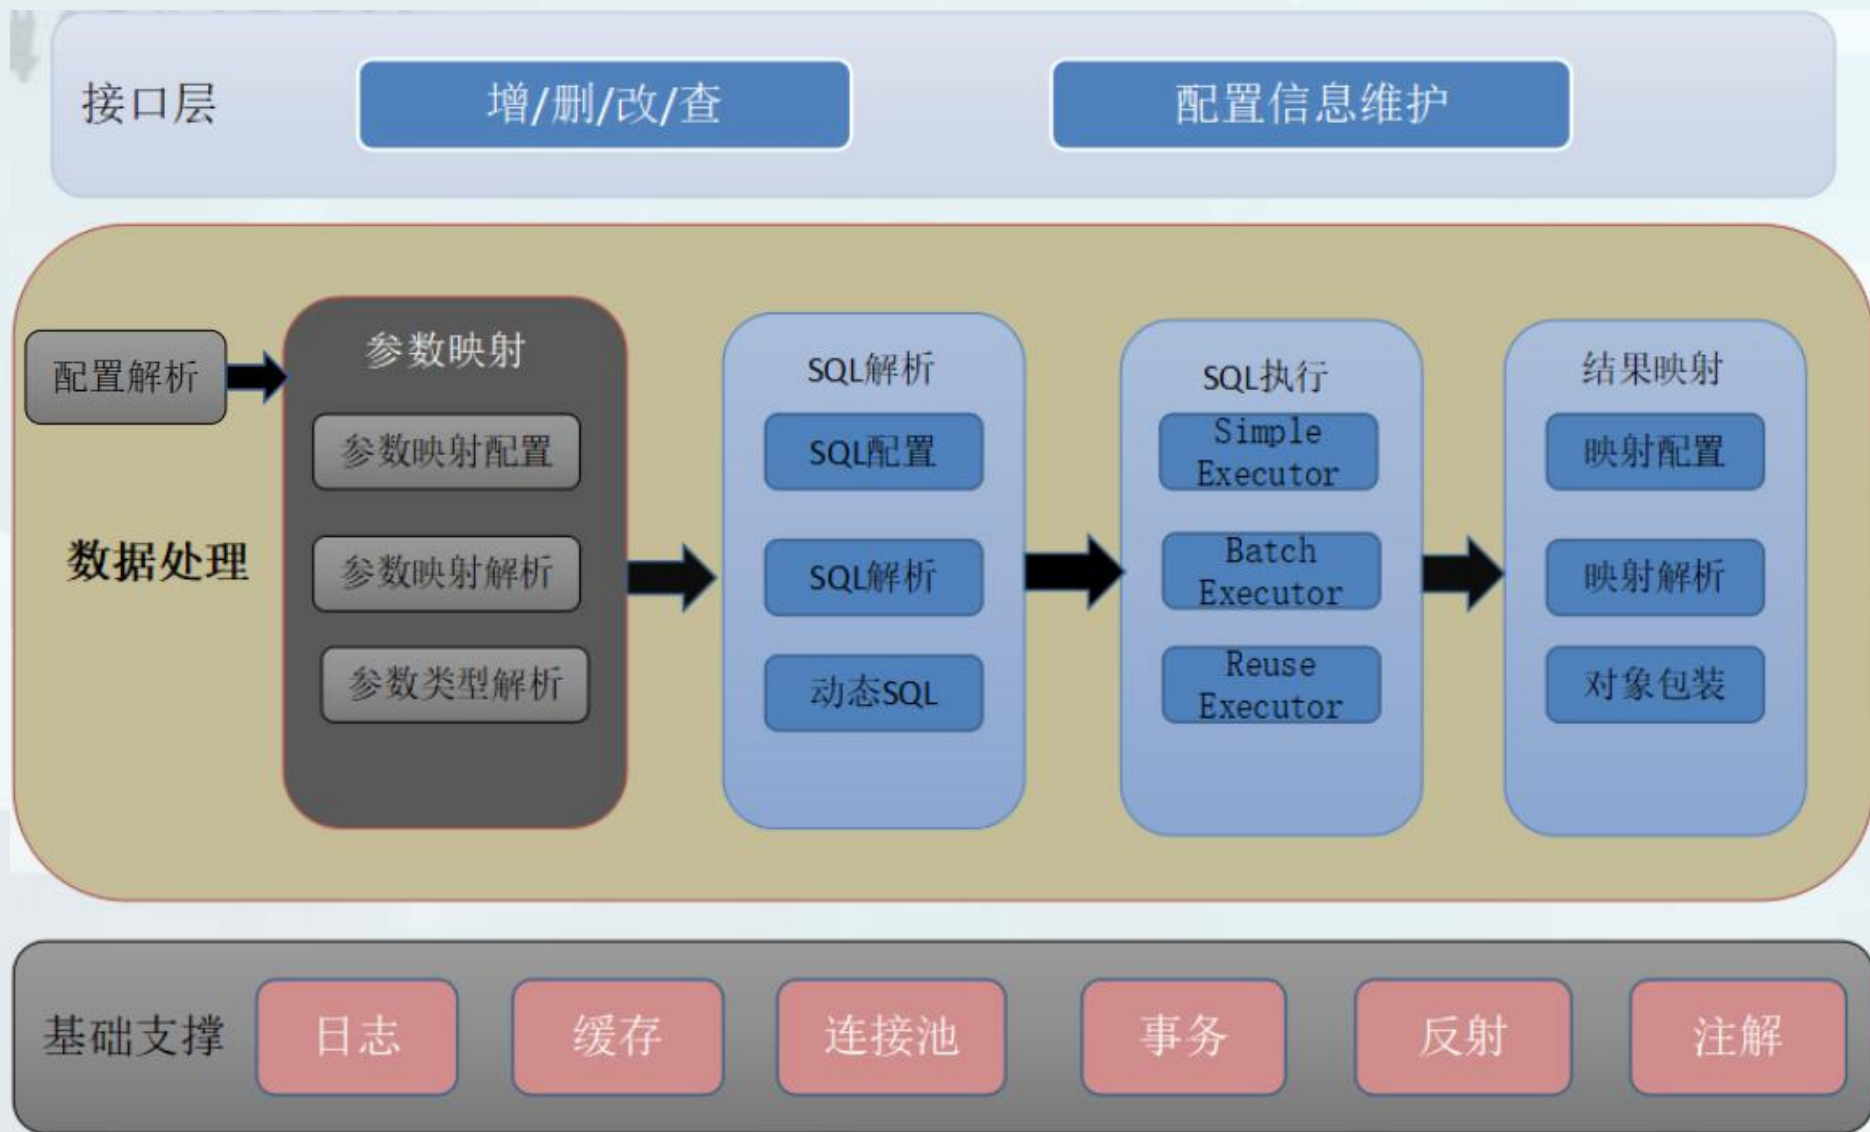 接口层
增/删/改/查
配置信息维护
配置解析
数据处理
参数映射
参数映射配置
参数映射解析
参数类型解析
SQL解析
SQL配置
SQL解析
动态SQL
SQL执行
Simple
Executor
Batch
Executor
Reuse
Executor
结果映射
映射配置
映射解析
对象包装
基础支撑
日志
缓存
连接池
事务
反射
注解